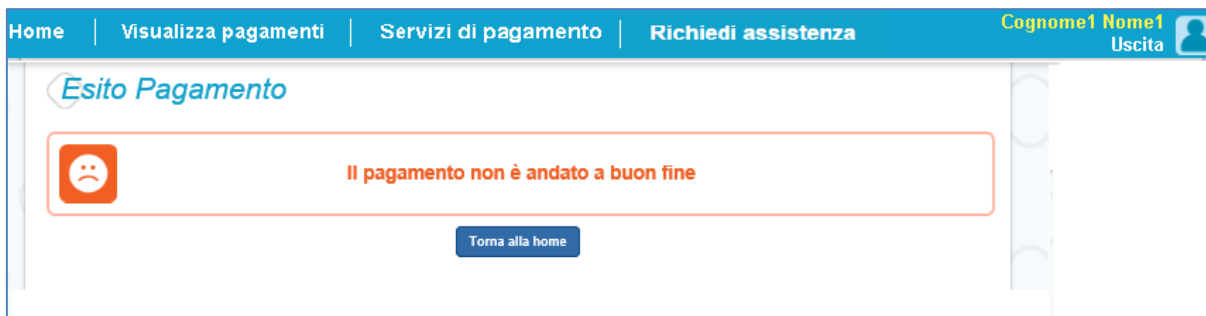 Home
Visualizza pagamenti
Servizi di pagamento
Richiedi assistenza
Cognome1 Nome1
Uscita
Esito Pagamento
Il pagamento non è andato a buon fine
Torna alla home